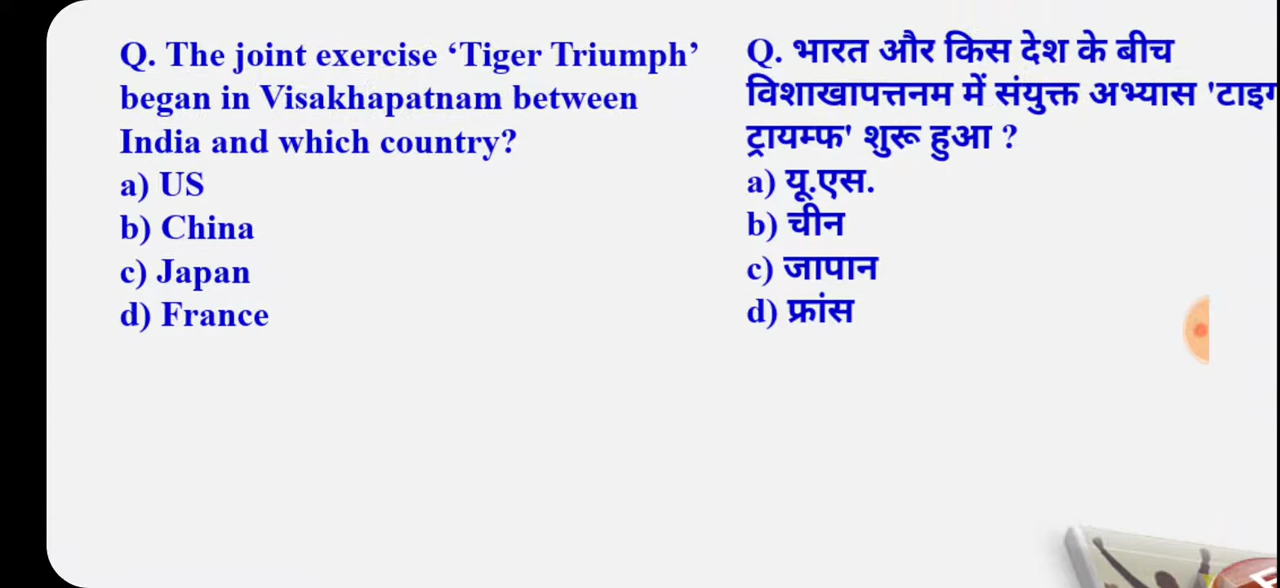 Q. The joint exercise ‘Tiger Triumph’
began in Visakhapatnam between
India and which country?
a) US
b) China
c) Japan
d) France
Q. भारत और किस देश के बीच
विशाखापत्तनम में संयुक्त अभ्यास
ट्रायम्फ' शुरू हुआ ?
a) यू.एस.
b) चीन
c) जापान
d) फ्रांस